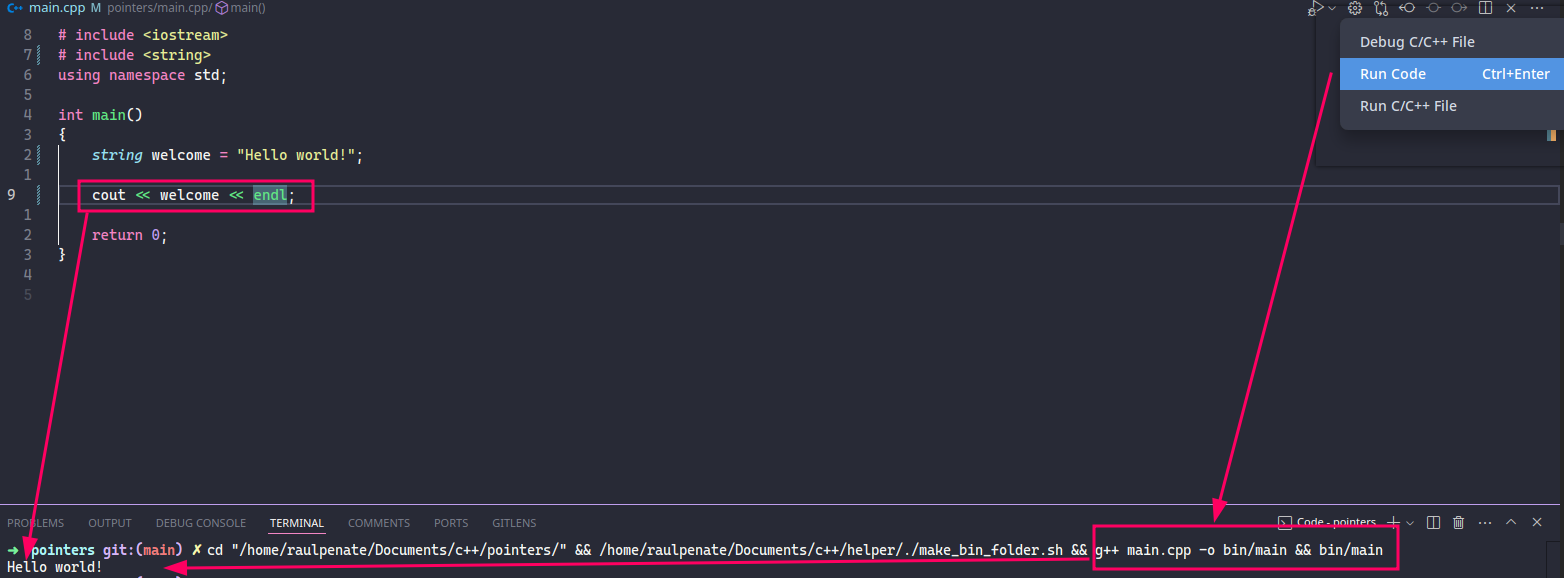 C++ main.cpp M pointers/main.cpp/ main()
8 # include <iostream>
7 # include <string>
6 using namespace std;
5
4 int main()
3 {
2 string welcome = "Hello world!";
1
9 cout << welcome << endl;
1
2 return 0;
3 }
4
5
Debug C/C++ File
Run Code Ctrl+Enter
Run C/C++ File
PROBLEMS OUTPUT DEBUG CONSOLE TERMINAL COMMENTS PORTS GITLENS Code - pointers
➜ pointers git:(main) ✗ cd "/home/raulpenate/Documents/c++/pointers/" && /home/raulpenate/Documents/c++/helper/./make_bin_folder.sh && g++ main.cpp -o bin/main && bin/main
Hello world!